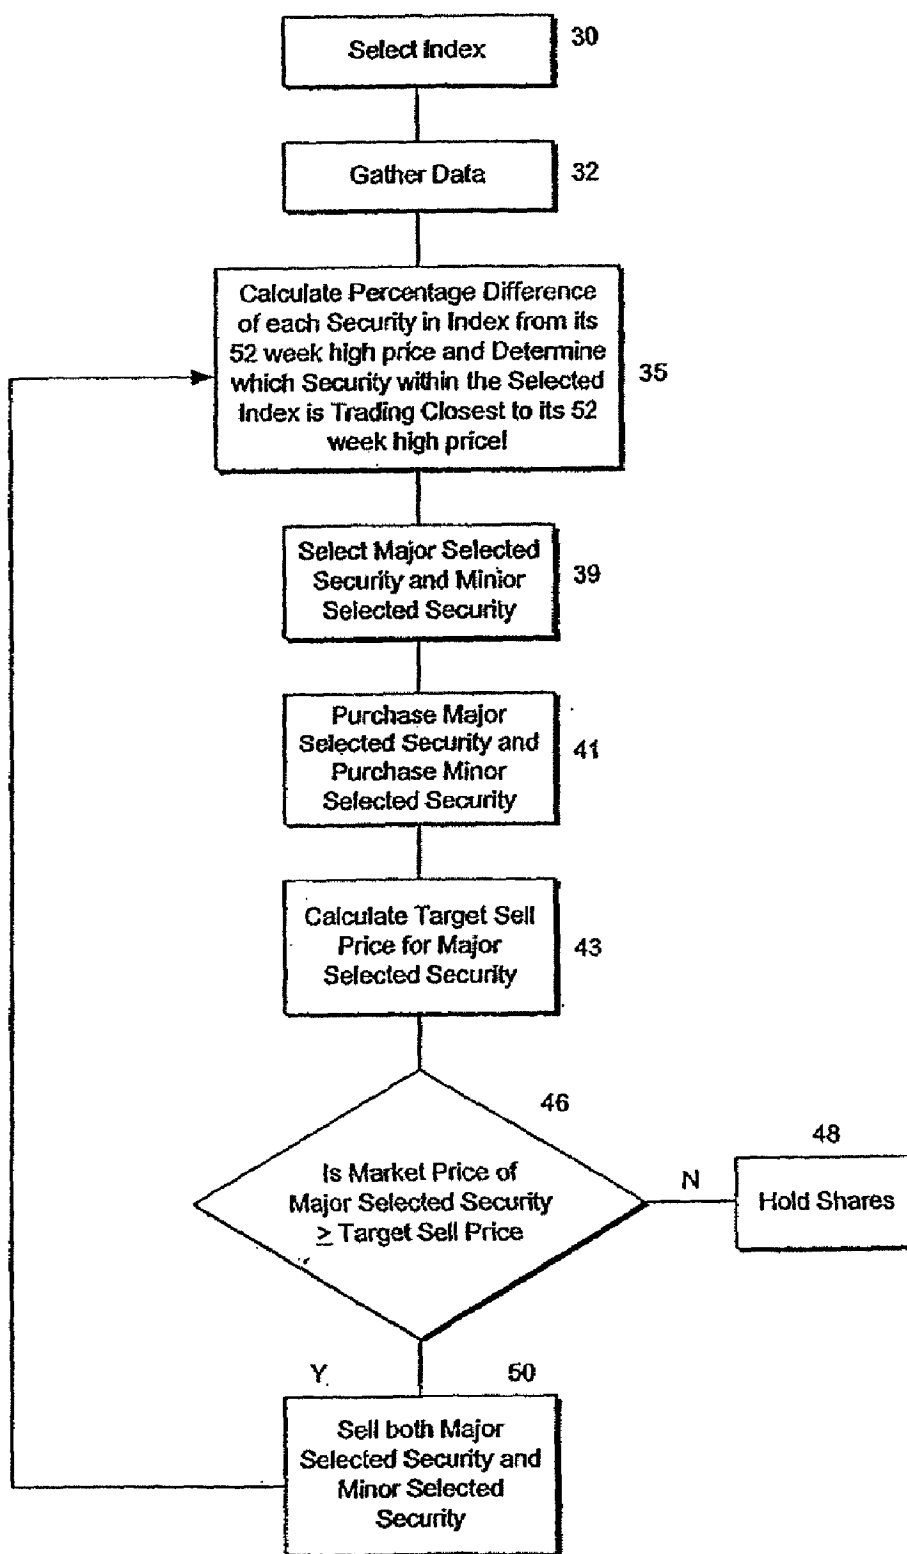 Select Index
30
Gather Data
32
Calculate Percentage Difference
of each Security in Index from its
52 week high price and Determine
which Security within the Selected
Index is Trading Closest to its 52
week high price!
35
Select Major Selected
Security and Minior
Selected Security
39
Purchase Major
Selected Security and
Purchase Minor
Selected Security
41
Calculate Target Sell
Price for Major
Selected Security
43
46
Is Market Price of
Major Selected Security
≥ Target Sell Price
N
48
Hold Shares
Y
50
Sell both Major
Selected Security and
Minor Selected
Security